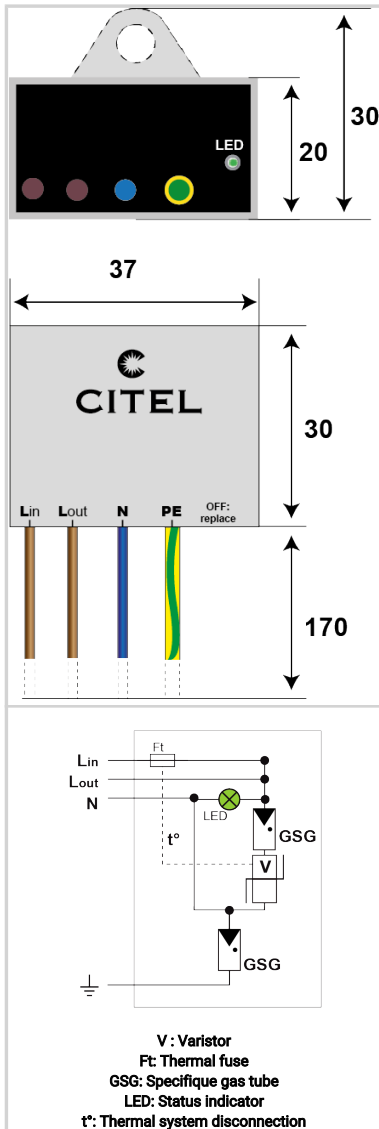 30
LED
20
37
CITEL
30
Lin Lout N PE OFF:
replace
170
Ft
Lin
Lout
N
LED
GSG
t°
V
GSG
V : Varistor
Ft: Thermal fuse
GSG: Specifique gas tube
LED: Status indicator
t°: Thermal system disconnection